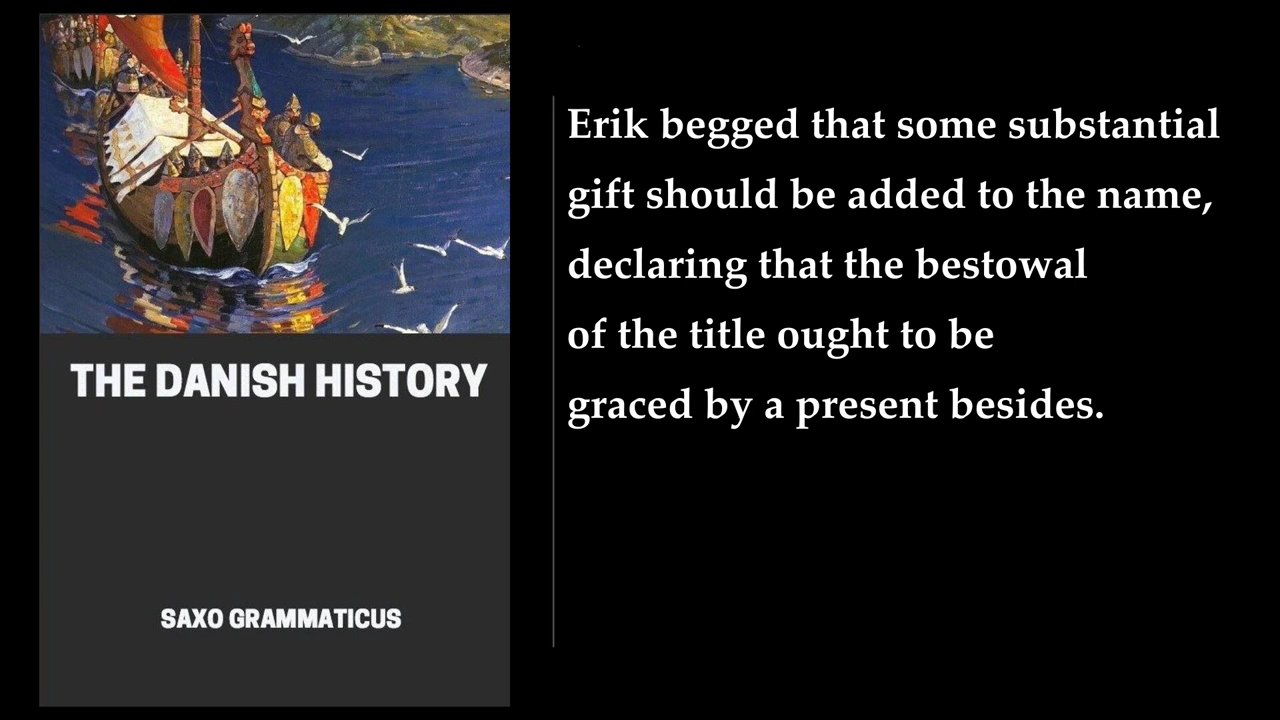 THE DANISH HISTORY
SAXO GRAMMATICUS
Erik begged that some substantial
gift should be added to the name,
declaring that the bestowal
of the title ought to be
graced by a present besides.